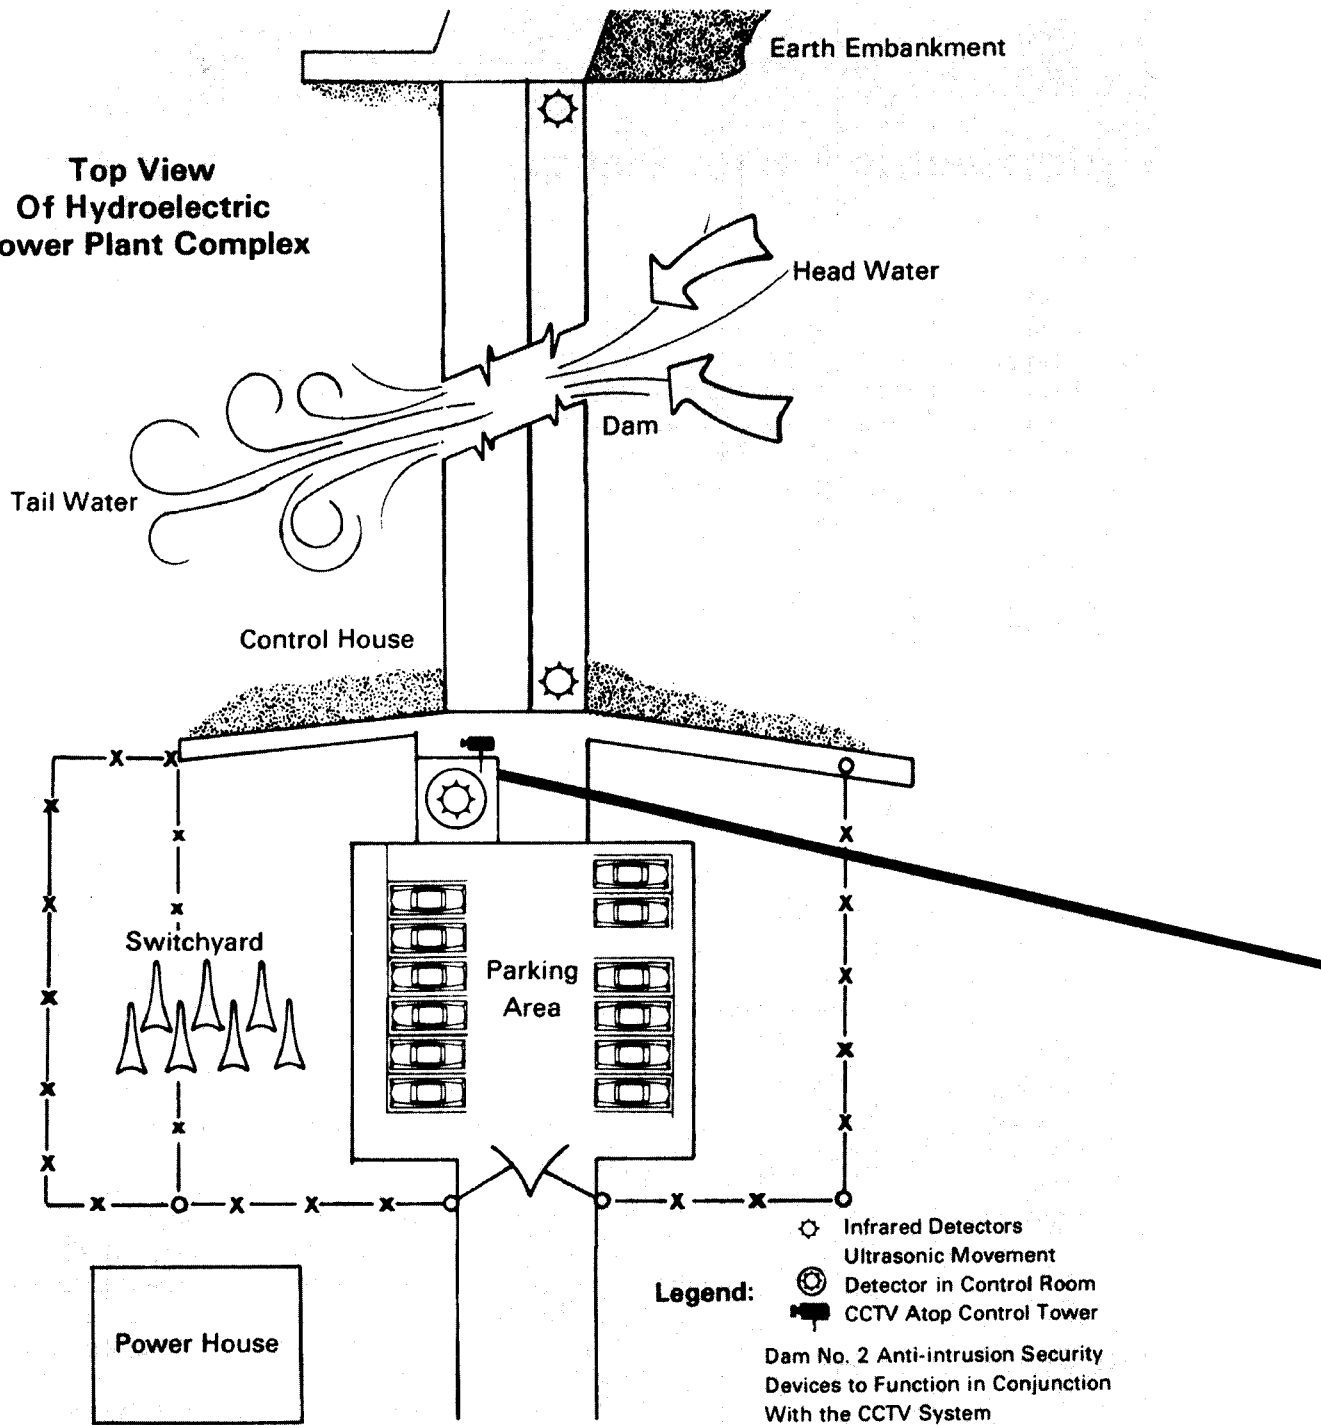 Earth Embankment
Top View
Of Hydroelectric
ower Plant Complex
Head Water
Dam
Tail Water
Control House
Switchyard
Parking
Area
Power House
Legend:
Infrared Detectors
Ultrasonic Movement
Detector in Control Room
CCTV Atop Control Tower
Dam No. 2 Anti-intrusion Security
Devices to Function in Conjunction
With the CCTV System